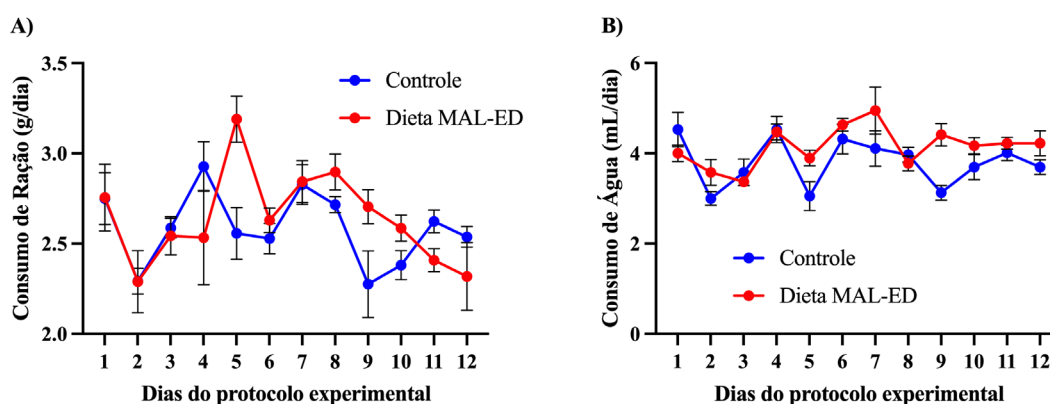 A)
Consumo de Ração (g/dia)
3.5
3.0
2.5
2.0
Controle
Dieta MAL-ED
1 2 3 4 5 6 7 8 9 10 11 12
Dias do protocolo experimental
B)
Consumo de Água (mL/dia)
6
4
2
0
Controle
Dieta MAL-ED
1 2 3 4 5 6 7 8 9 10 11 12
Dias do protocolo experimental